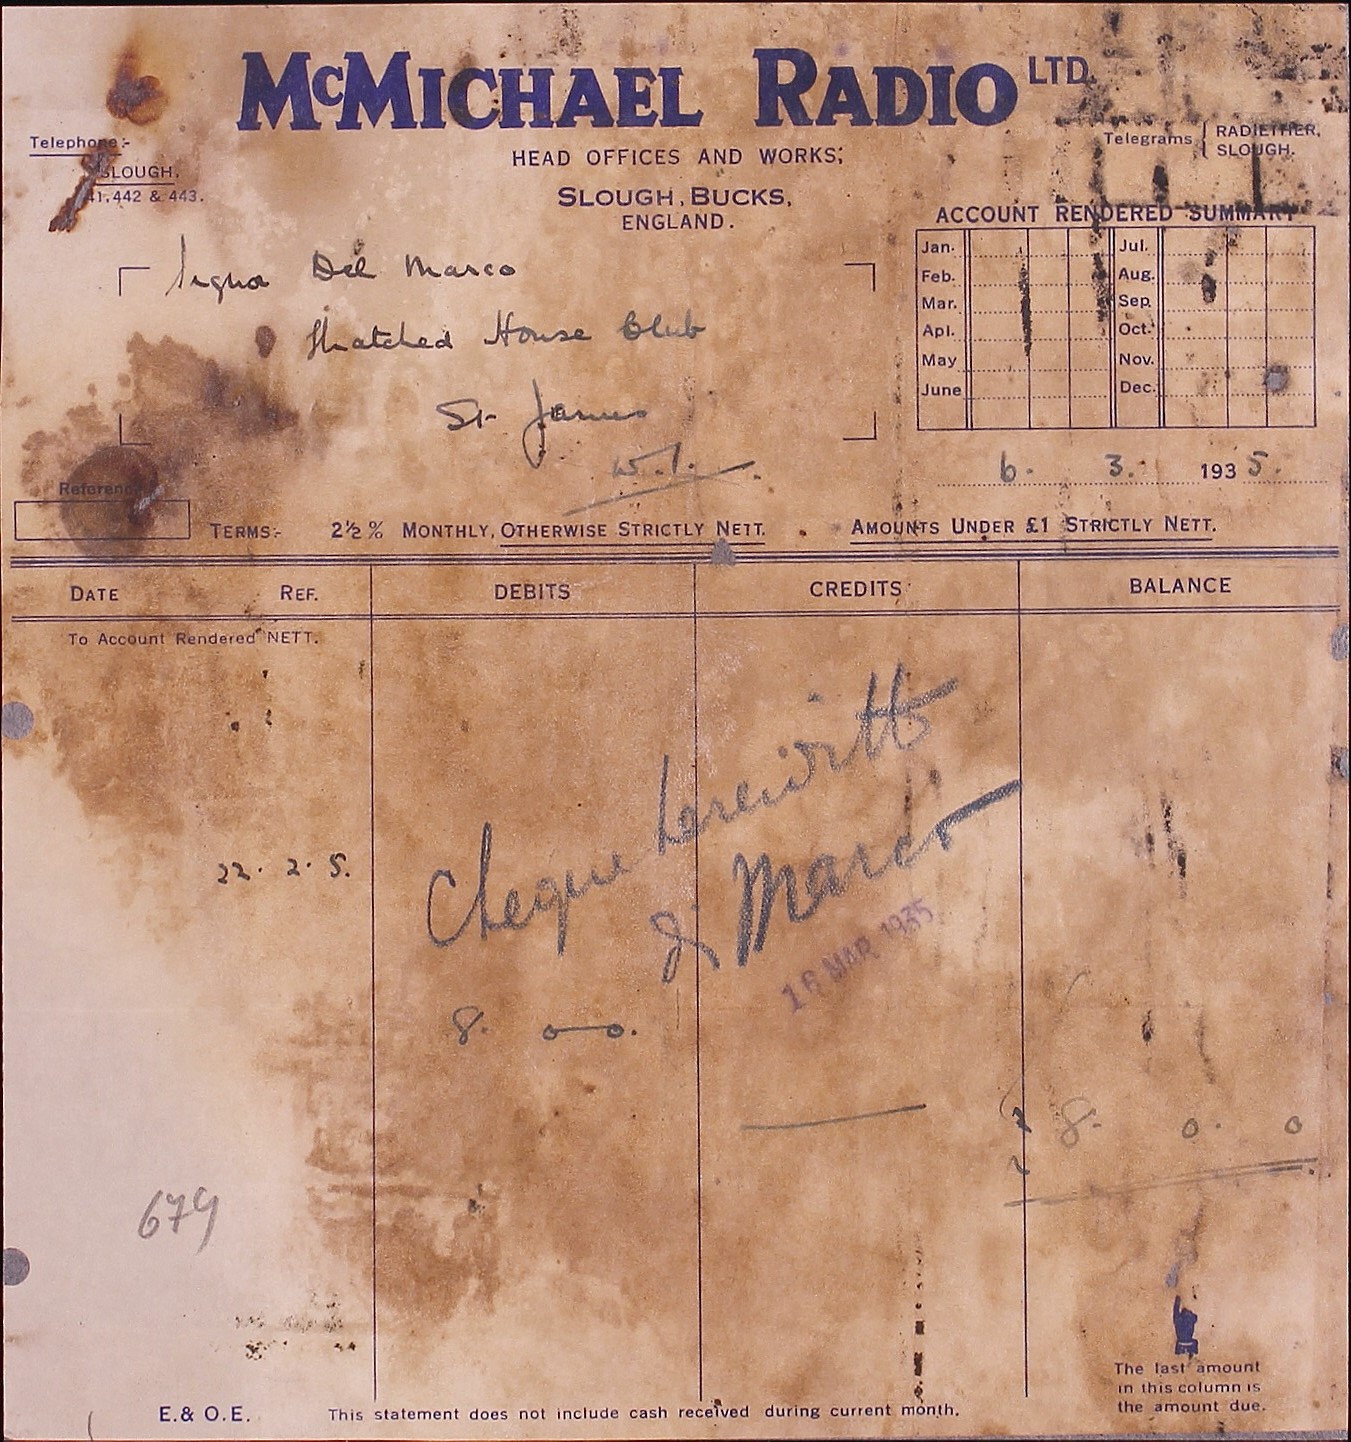 McMICHAEL RADIO LTD.
Telephone:-
SLOUGH.
442 & 443.
HEAD OFFICES AND WORKS;
SLOUGH, BUCKS,
ENGLAND.
Telegrams { RADIETHER,
SLOUGH.
ACCOUNT RENDERED SUMMARY
Jan. Jul.
Feb. Aug.
Mar. Sep.
Apl. Oct.
May Nov.
June Dec.
Del Marco
Thatched House Club
St James
W.1.
6. 3. 1935.
Reference
TERMS:- 2½% MONTHLY, OTHERWISE STRICTLY NETT. AMOUNTS UNDER £1 STRICTLY NETT.
DATE REF. DEBITS CREDITS BALANCE
To Account Rendered NETT.
Cheque herewith
Marco
22. 2. 5.
16 MAR 1935
8. 0—0.
8. 0. 0
679
The last amount
in this column is
the amount due.
E. & O.E. This statement does not include cash received during current month.